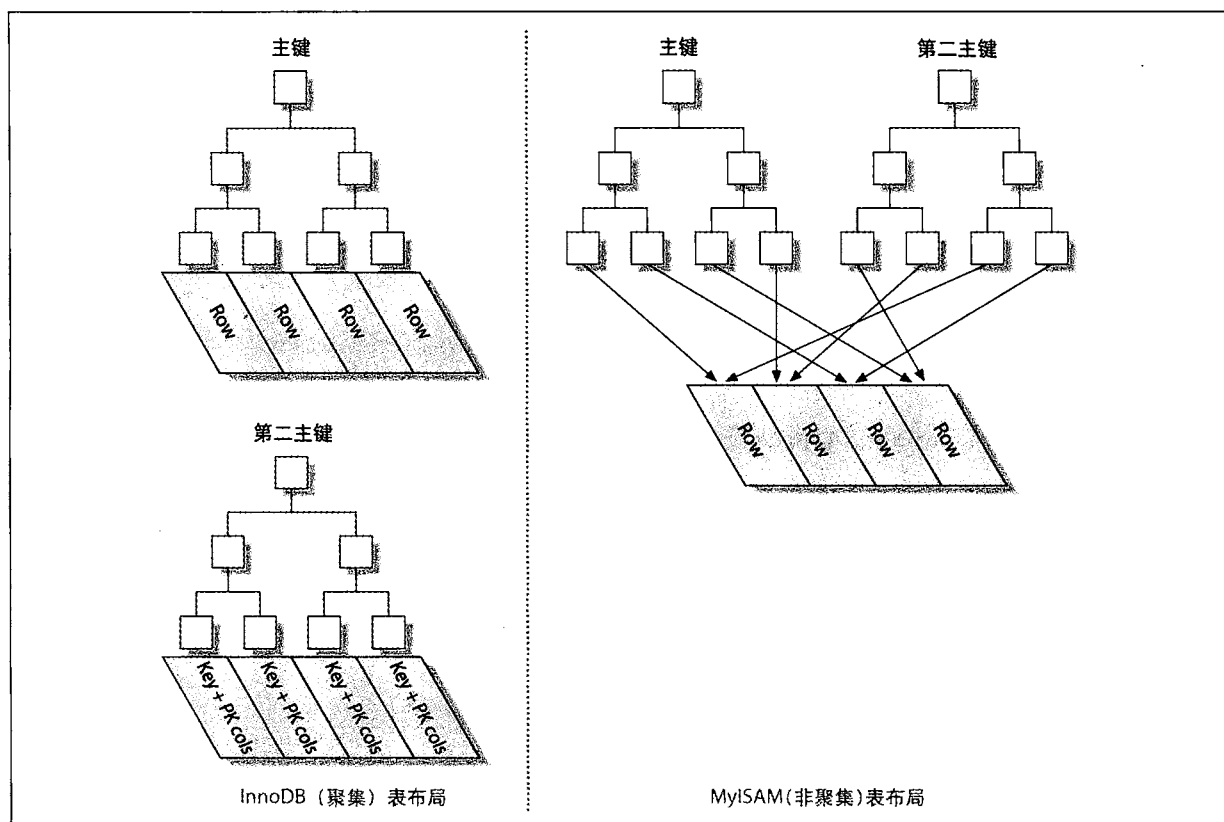 主键
Row
Row
Row
Row
第二主键
Key + PK cols
Key + PK cols
Key + PK cols
Key + PK cols
InnoDB（聚集）表布局
主键
第二主键
Row
Row
Row
Row
MyISAM(非聚集)表布局